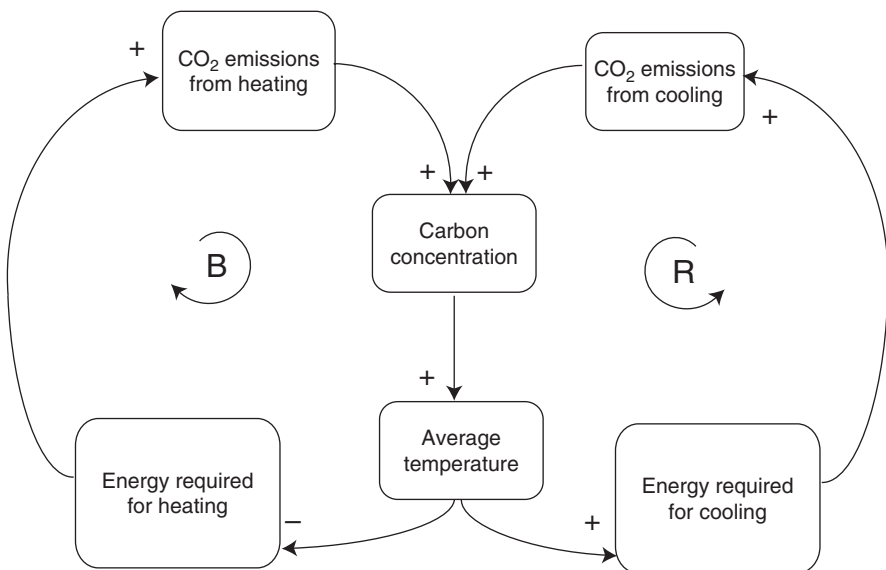 +
CO₂ emissions
from heating
CO₂ emissions
from cooling
+
+
+
Carbon
concentration
B
R
+
Average
temperature
Energy required
for heating
Energy required
for cooling
−
+